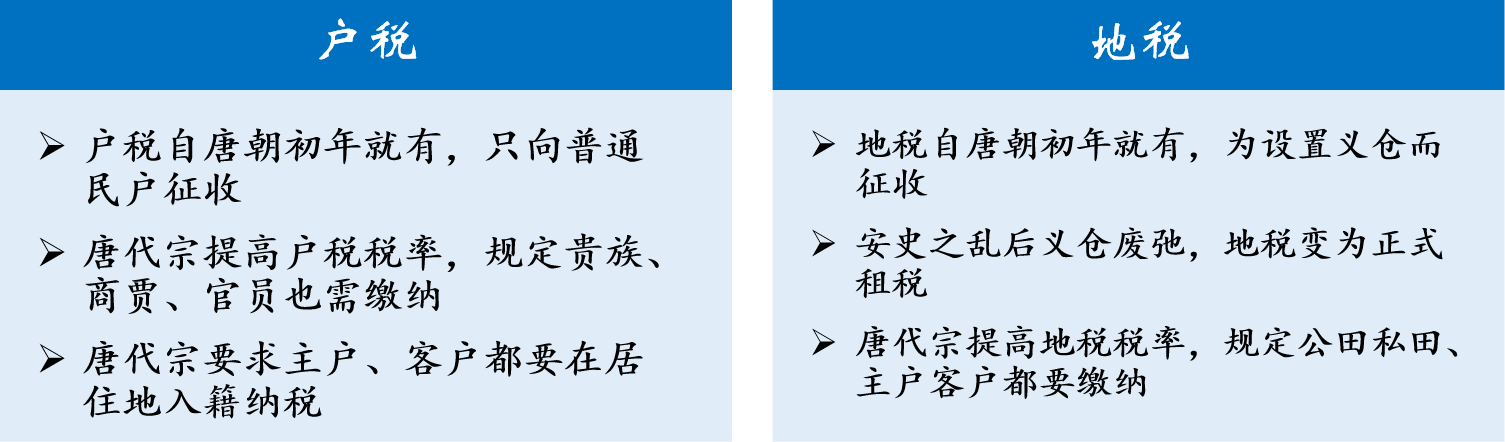 户税
➢ 户税自唐朝初年就有，只向普通
民户征收
➢ 唐代宗提高户税税率，规定贵族、
商贾、官员也需缴纳
➢ 唐代宗要求主户、客户都要在居
住地入籍纳税
地税
➢ 地税自唐朝初年就有，为设置义仓而
征收
➢ 安史之乱后义仓废弛，地税变为正式
租税
➢ 唐代宗提高地税税率，规定公田私田、
主户客户都要缴纳